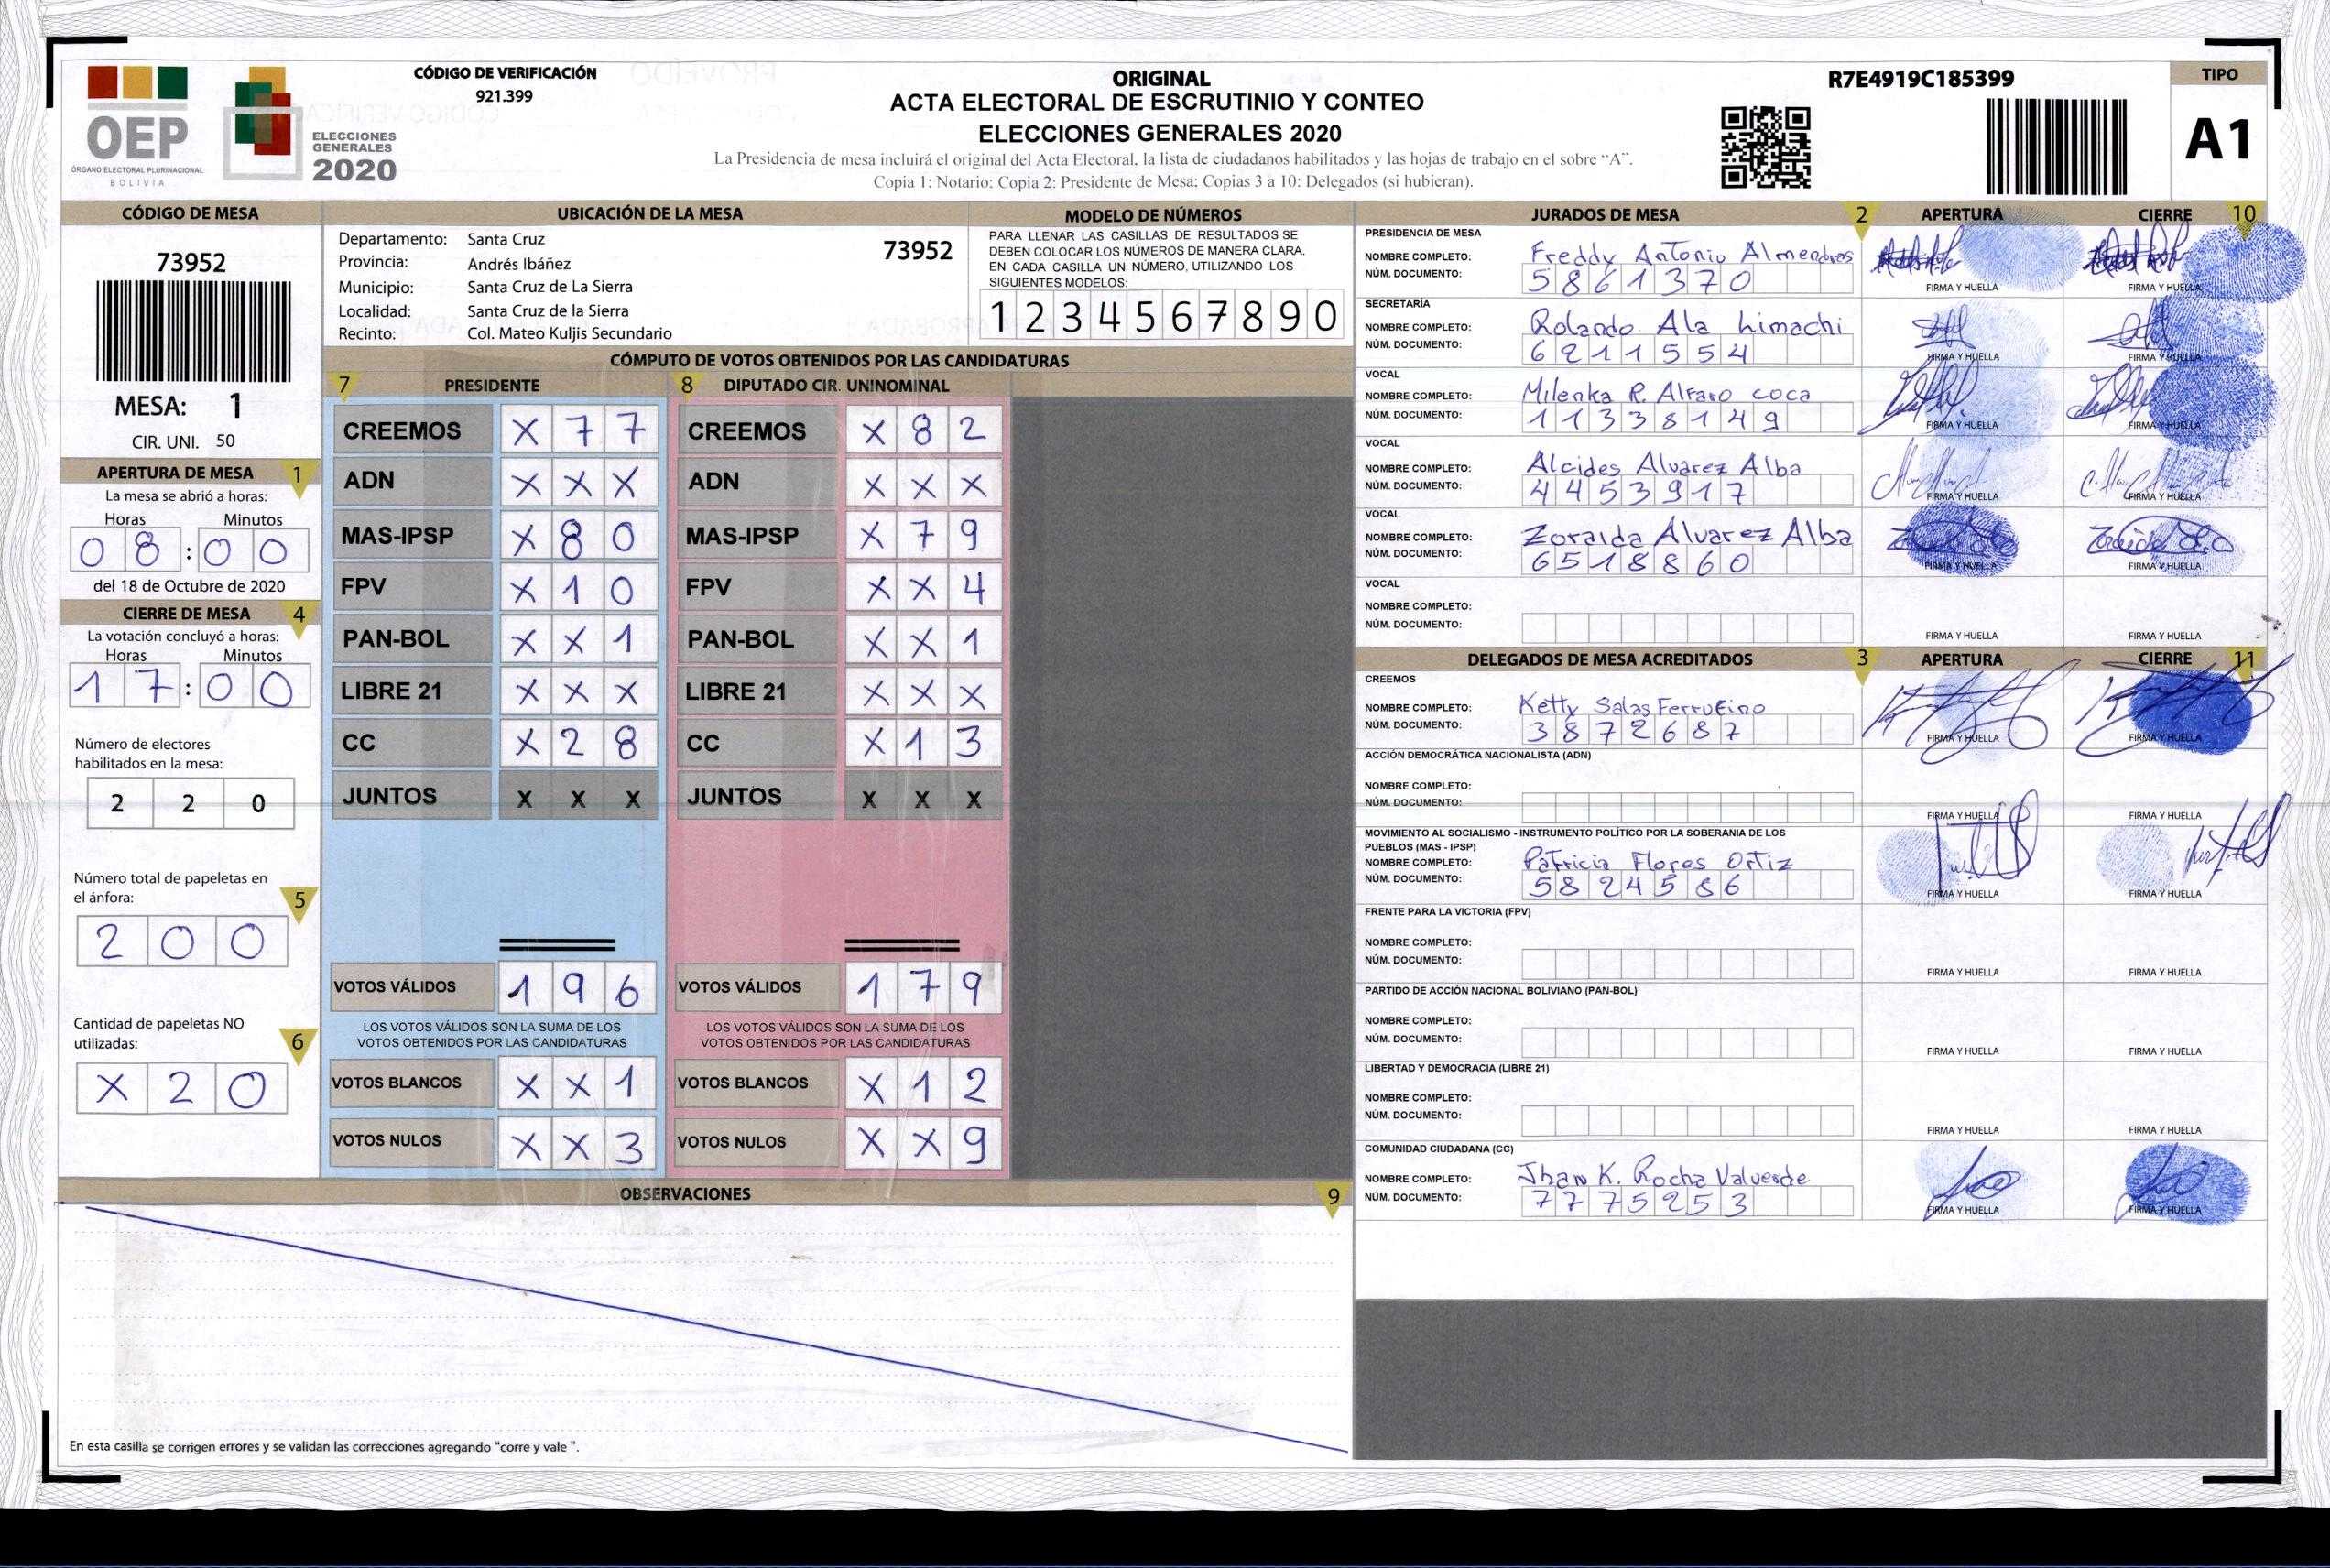 CÓDIGO DE VERIFICACIÓN
921.399
OEP
ÓRGANO ELECTORAL PLURINACIONAL
BOLIVIA
ELECCIONES
GENERALES
2020
ORIGINAL
ACTA ELECTORAL DE ESCRUTINIO Y CONTEO
ELECCIONES GENERALES 2020
La Presidencia de mesa incluirá el original del Acta Electoral, la lista de ciudadanos habilitados y las hojas de trabajo en el sobre “A”.
Copia 1: Notario; Copia 2: Presidente de Mesa; Copias 3 a 10: Delegados (si hubieran).
R7E4919C185399
TIPO
A1
CÓDIGO DE MESA
73952
MESA: 1
CIR. UNI. 50
APERTURA DE MESA 1
La mesa se abrió a horas:
Horas Minutos
08:00
del 18 de Octubre de 2020
CIERRE DE MESA 4
La votación concluyó a horas:
Horas Minutos
17:00
Número de electores
habilitados en la mesa:
2 2 0
Número total de papeletas en
el ánfora: 5
2 0 0
Cantidad de papeletas NO
utilizadas: 6
X 2 0
UBICACIÓN DE LA MESA
Departamento: Santa Cruz 73952
Provincia: Andrés Ibáñez
Municipio: Santa Cruz de La Sierra
Localidad: Santa Cruz de la Sierra
Recinto: Col. Mateo Kuljis Secundario
MODELO DE NÚMEROS
PARA LLENAR LAS CASILLAS DE RESULTADOS SE
DEBEN COLOCAR LOS NÚMEROS DE MANERA CLARA.
EN CADA CASILLA UN NÚMERO, UTILIZANDO LOS
SIGUIENTES MODELOS:
1 2 3 4 5 6 7 8 9 0
CÓMPUTO DE VOTOS OBTENIDOS POR LAS CANDIDATURAS
7 PRESIDENTE
CREEMOS X 7 7
ADN X X X
MAS-IPSP X 8 0
FPV X 1 0
PAN-BOL X X 1
LIBRE 21 X X X
CC X 2 8
JUNTOS X X X
VOTOS VÁLIDOS 1 9 6
LOS VOTOS VÁLIDOS SON LA SUMA DE LOS
VOTOS OBTENIDOS POR LAS CANDIDATURAS
VOTOS BLANCOS X X 1
VOTOS NULOS X X 3
8 DIPUTADO CIR. UNINOMINAL
CREEMOS X 8 2
ADN X X X
MAS-IPSP X 7 9
FPV X X 4
PAN-BOL X X 1
LIBRE 21 X X X
CC X 1 3
JUNTOS X X X
VOTOS VÁLIDOS 1 7 9
LOS VOTOS VÁLIDOS SON LA SUMA DE LOS
VOTOS OBTENIDOS POR LAS CANDIDATURAS
VOTOS BLANCOS X 1 2
VOTOS NULOS X X 9
OBSERVACIONES 9
En esta casilla se corrigen errores y se validan las correcciones agregando “corre y vale ”.
JURADOS DE MESA 2 APERTURA CIERRE 10
PRESIDENCIA DE MESA
NOMBRE COMPLETO: Freddy Antonio Almendras
NÚM. DOCUMENTO: 5861370
FIRMA Y HUELLA FIRMA Y HUELLA
SECRETARÍA
NOMBRE COMPLETO: Rolando Ala Limachi
NÚM. DOCUMENTO: 6211554
FIRMA Y HUELLA FIRMA Y HUELLA
VOCAL
NOMBRE COMPLETO: Milenka R. Alfaro coca
NÚM. DOCUMENTO: 11338149
FIRMA Y HUELLA FIRMA Y HUELLA
VOCAL
NOMBRE COMPLETO: Alcides Alvarez Alba
NÚM. DOCUMENTO: 4453917
FIRMA Y HUELLA FIRMA Y HUELLA
VOCAL
NOMBRE COMPLETO: Zoraida Alvarez Alba
NÚM. DOCUMENTO: 6518860
FIRMA Y HUELLA FIRMA Y HUELLA
VOCAL
NOMBRE COMPLETO:
NÚM. DOCUMENTO:
FIRMA Y HUELLA FIRMA Y HUELLA
DELEGADOS DE MESA ACREDITADOS 3 APERTURA CIERRE 11
CREEMOS
NOMBRE COMPLETO: Ketty Salas Ferrufino
NÚM. DOCUMENTO: 3872687
FIRMA Y HUELLA FIRMA Y HUELLA
ACCIÓN DEMOCRÁTICA NACIONALISTA (ADN)
NOMBRE COMPLETO:
NÚM. DOCUMENTO:
FIRMA Y HUELLA FIRMA Y HUELLA
MOVIMIENTO AL SOCIALISMO - INSTRUMENTO POLÍTICO POR LA SOBERANIA DE LOS
PUEBLOS (MAS - IPSP)
NOMBRE COMPLETO: Patricia Flores Ortiz
NÚM. DOCUMENTO: 5824586
FIRMA Y HUELLA FIRMA Y HUELLA
FRENTE PARA LA VICTORIA (FPV)
NOMBRE COMPLETO:
NÚM. DOCUMENTO:
FIRMA Y HUELLA FIRMA Y HUELLA
PARTIDO DE ACCIÓN NACIONAL BOLIVIANO (PAN-BOL)
NOMBRE COMPLETO:
NÚM. DOCUMENTO:
FIRMA Y HUELLA FIRMA Y HUELLA
LIBERTAD Y DEMOCRACIA (LIBRE 21)
NOMBRE COMPLETO:
NÚM. DOCUMENTO:
FIRMA Y HUELLA FIRMA Y HUELLA
COMUNIDAD CIUDADANA (CC)
NOMBRE COMPLETO: Jhan K. Rocha Valverde
NÚM. DOCUMENTO: 7775253
FIRMA Y HUELLA FIRMA Y HUELLA